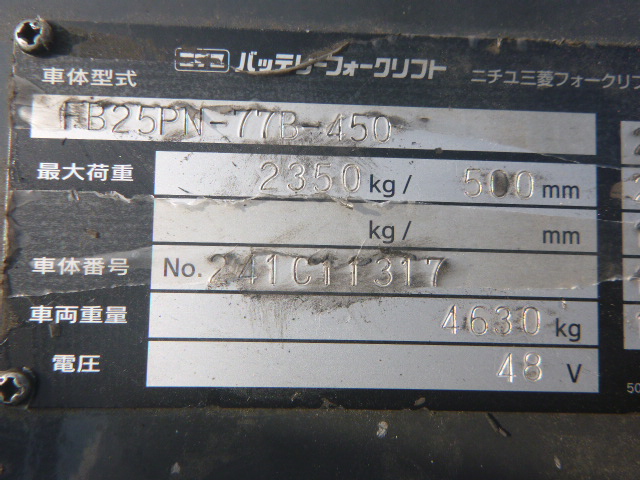 ニチユ バッテリーフォークリフト
ニチユ三菱フォークリフ
車体型式
FB25PN-77B-450
最大荷重 2350 kg/ 500 mm
kg/ mm
車体番号 No. 241C11317
車両重量 4630 kg
電圧 48 V
50